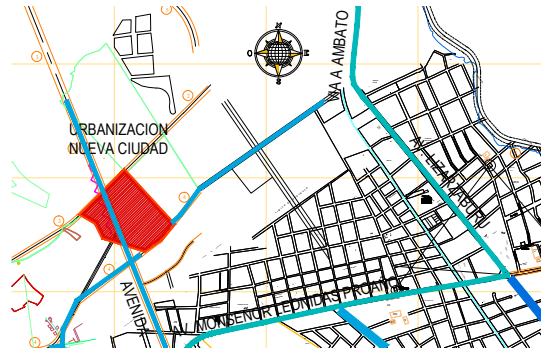 N
O
E
S
VIA A AMBATO
URBANIZACION
NUEVA CIUDAD
AV. LIZARZABURU
AVENIDA
AV. MONSEÑOR LEONIDAS PROAÑO